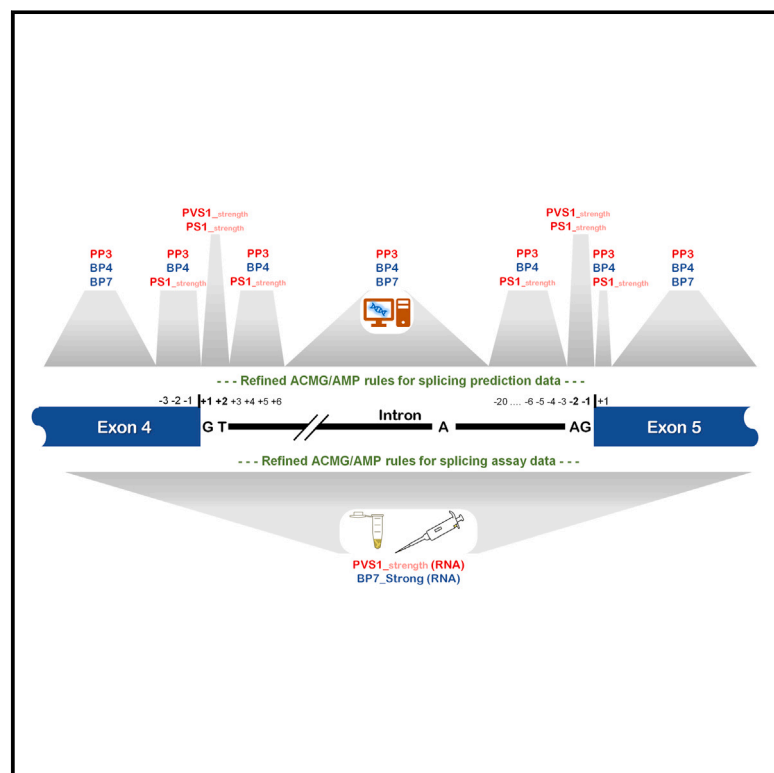 PVS1_strength
PS1_strength
PVS1_strength
PS1_strength
PP3
BP4
BP7
PP3
BP4
PS1_strength
PP3
BP4
PS1_strength
PP3
BP4
BP7
PP3
BP4
PS1_strength
PP3
BP4
PS1_strength
PP3
BP4
BP7
- - - Refined ACMG/AMP rules for splicing prediction data - - -
-3 -2 -1 +1 +2 +3 +4 +5 +6
-20 .... -6 -5 -4 -3 -2 -1 +1
Exon 4
G T
Intron
A
AG
Exon 5
- - - Refined ACMG/AMP rules for splicing assay data - - -
PVS1_strength (RNA)
BP7_Strong (RNA)